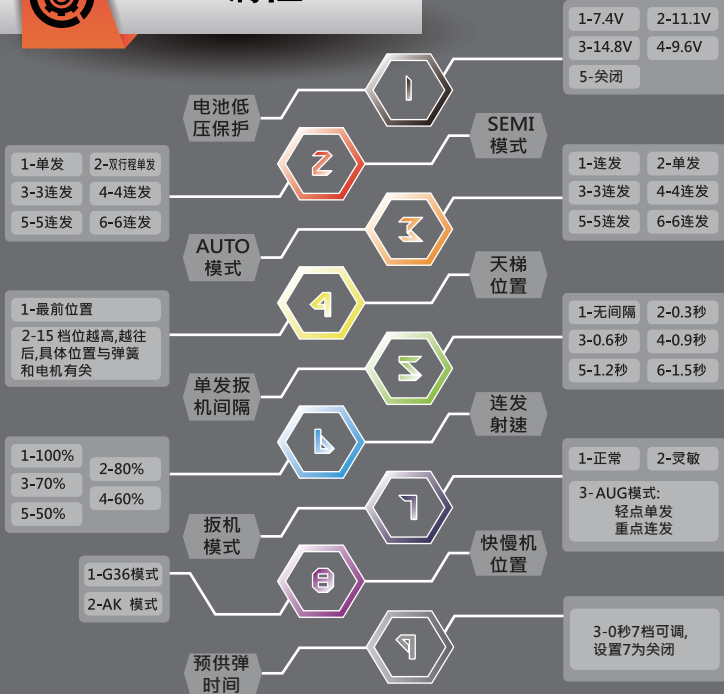 1
电池低
压保护
1-7.4V 2-11.1V
3-14.8V 4-9.6V
5-关闭
2
SEMI
模式
1-单发 2-双行程单发
3-3连发 4-4连发
5-5连发 6-6连发
3
AUTO
模式
1-连发 2-单发
3-3连发 4-4连发
5-5连发 6-6连发
4
天梯
位置
1-最前位置
2-15 档位越高,越往
后,具体位置与弹簧
和电机有关
5
单发扳
机间隔
1-无间隔 2-0.3秒
3-0.6秒 4-0.9秒
5-1.2秒 6-1.5秒
6
连发
射速
1-100%
2-80%
3-70%
4-60%
5-50%
7
扳机
模式
1-正常 2-灵敏
3-AUG模式:
轻点单发
重点连发
8
快慢机
位置
1-G36模式
2-AK 模式
9
预供弹
时间
3-0秒7档可调,
设置7为关闭